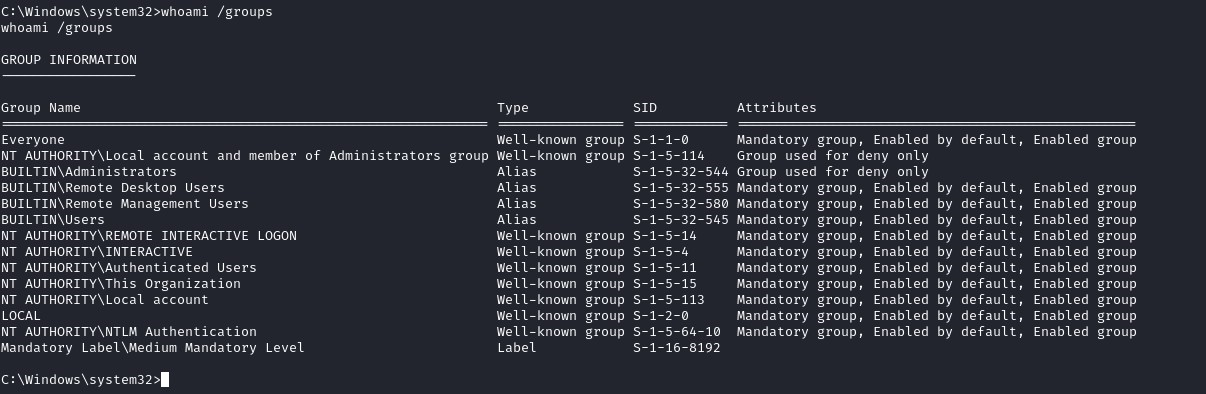 C:\Windows\system32>whoami /groups
whoami /groups
GROUP INFORMATION
-----------------
Group Name Type SID Attributes
Everyone Well-known group S-1-1-0 Mandatory group, Enabled by default, Enabled group
NT AUTHORITY\Local account and member of Administrators group Well-known group S-1-5-114 Group used for deny only
BUILTIN\Administrators Alias S-1-5-32-544 Group used for deny only
BUILTIN\Remote Desktop Users Alias S-1-5-32-555 Mandatory group, Enabled by default, Enabled group
BUILTIN\Remote Management Users Alias S-1-5-32-580 Mandatory group, Enabled by default, Enabled group
BUILTIN\Users Alias S-1-5-32-545 Mandatory group, Enabled by default, Enabled group
NT AUTHORITY\REMOTE INTERACTIVE LOGON Well-known group S-1-5-14 Mandatory group, Enabled by default, Enabled group
NT AUTHORITY\INTERACTIVE Well-known group S-1-5-4 Mandatory group, Enabled by default, Enabled group
NT AUTHORITY\Authenticated Users Well-known group S-1-5-11 Mandatory group, Enabled by default, Enabled group
NT AUTHORITY\This Organization Well-known group S-1-5-15 Mandatory group, Enabled by default, Enabled group
NT AUTHORITY\Local account Well-known group S-1-5-113 Mandatory group, Enabled by default, Enabled group
LOCAL Well-known group S-1-2-0 Mandatory group, Enabled by default, Enabled group
NT AUTHORITY\NTLM Authentication Well-known group S-1-5-64-10 Mandatory group, Enabled by default, Enabled group
Mandatory Label\Medium Mandatory Level Label S-1-16-8192
C:\Windows\system32>